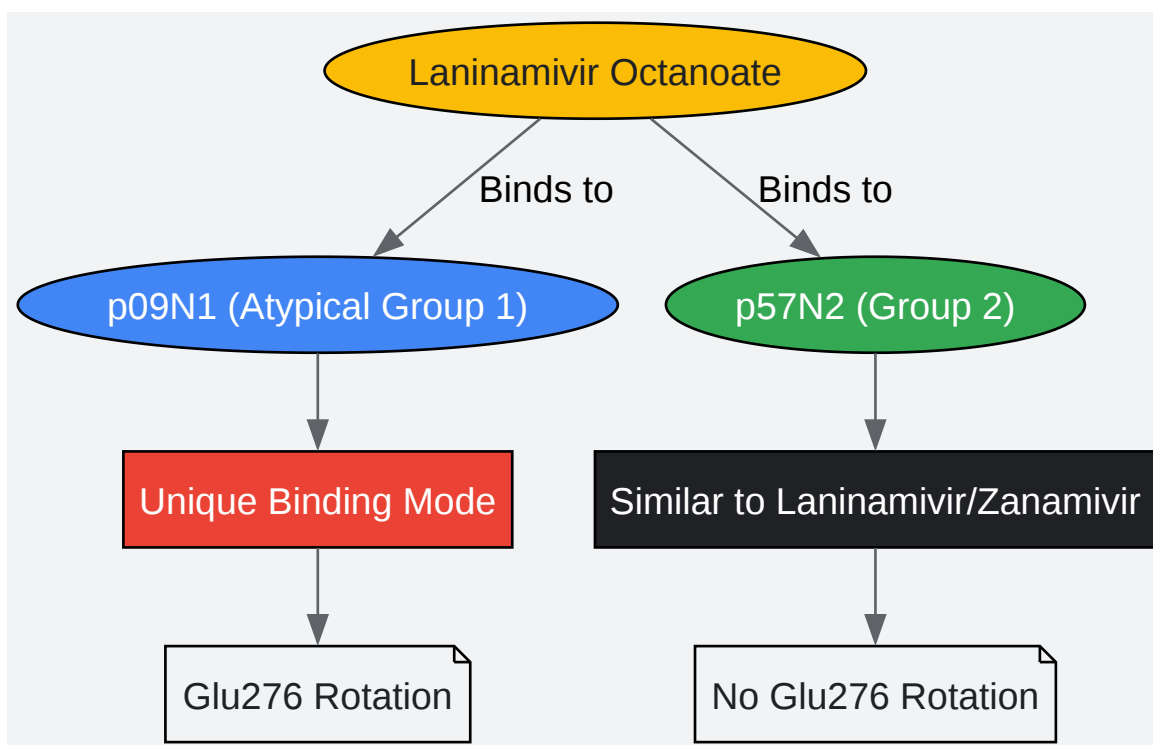 Laninamivir Octanoate
Binds to
Binds to
p09N1 (Atypical Group 1)
p57N2 (Group 2)
Unique Binding Mode
Similar to Laninamivir/Zanamivir
Glu276 Rotation
No Glu276 Rotation